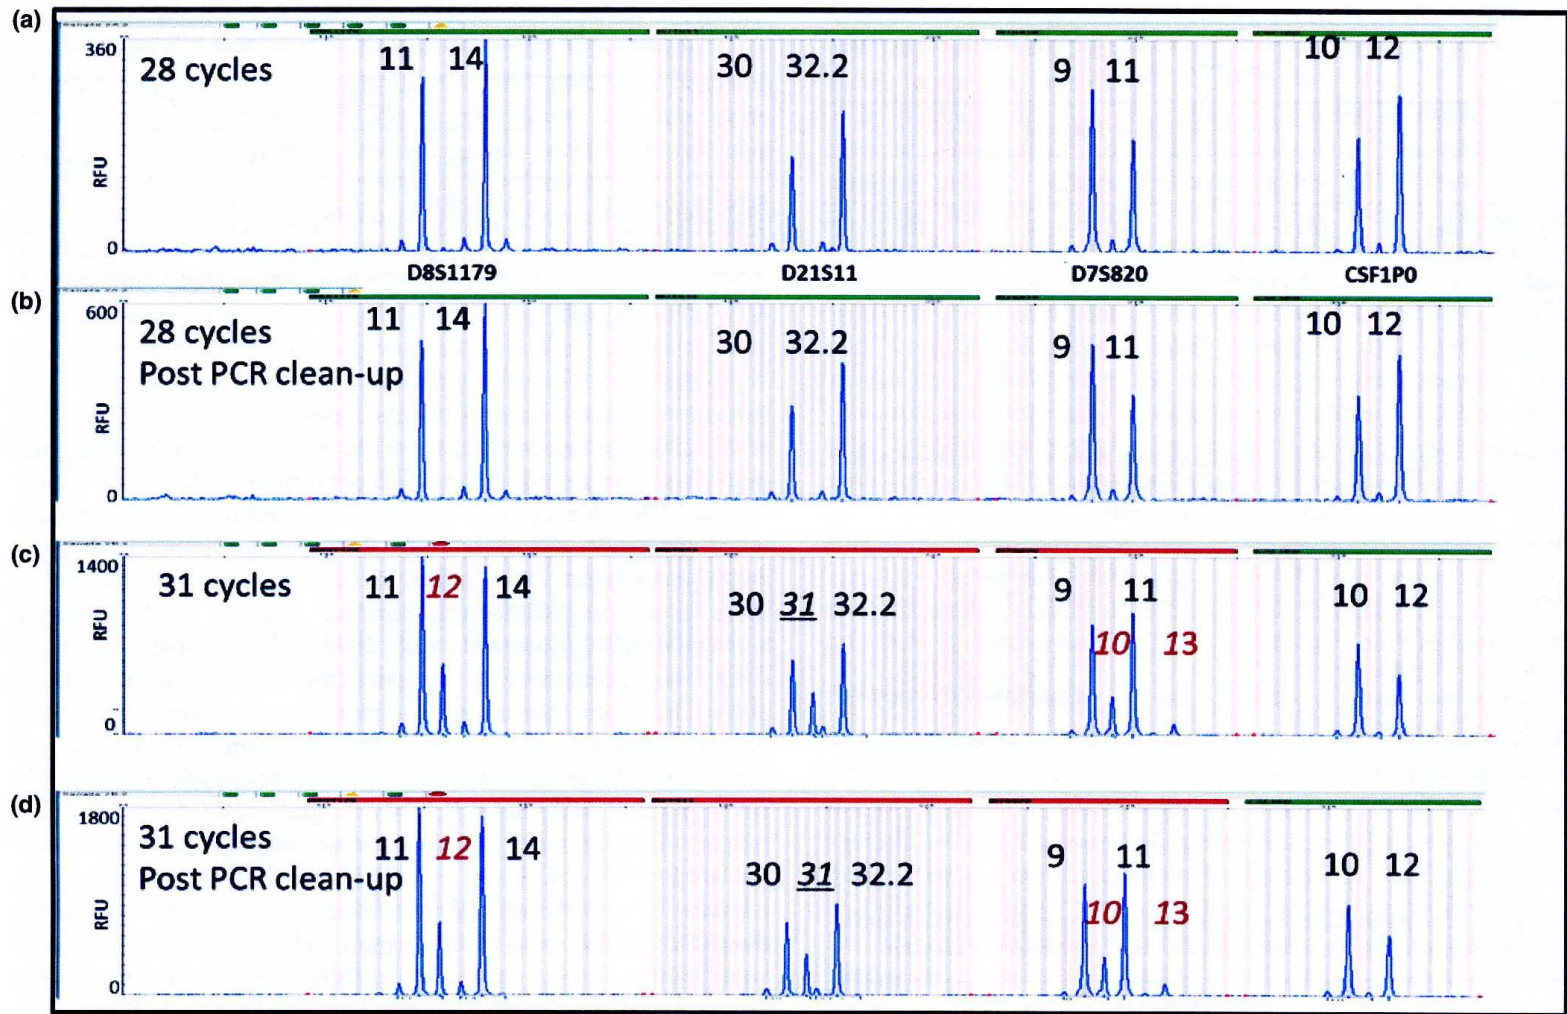 (a)
360
28 cycles
11 14
30 32.2
9 11
10 12
RFU
0
D8S1179
D21S11
D7S820
CSF1P0
(b)
600
28 cycles
Post PCR clean-up
11 14
30 32.2
9 11
10 12
RFU
0
(c)
1400
31 cycles
11 12 14
30 31 32.2
9 11
10 13
10 12
RFU
0
(d)
1800
31 cycles
Post PCR clean-up
11 12 14
30 31 32.2
9 11
10 13
10 12
RFU
0